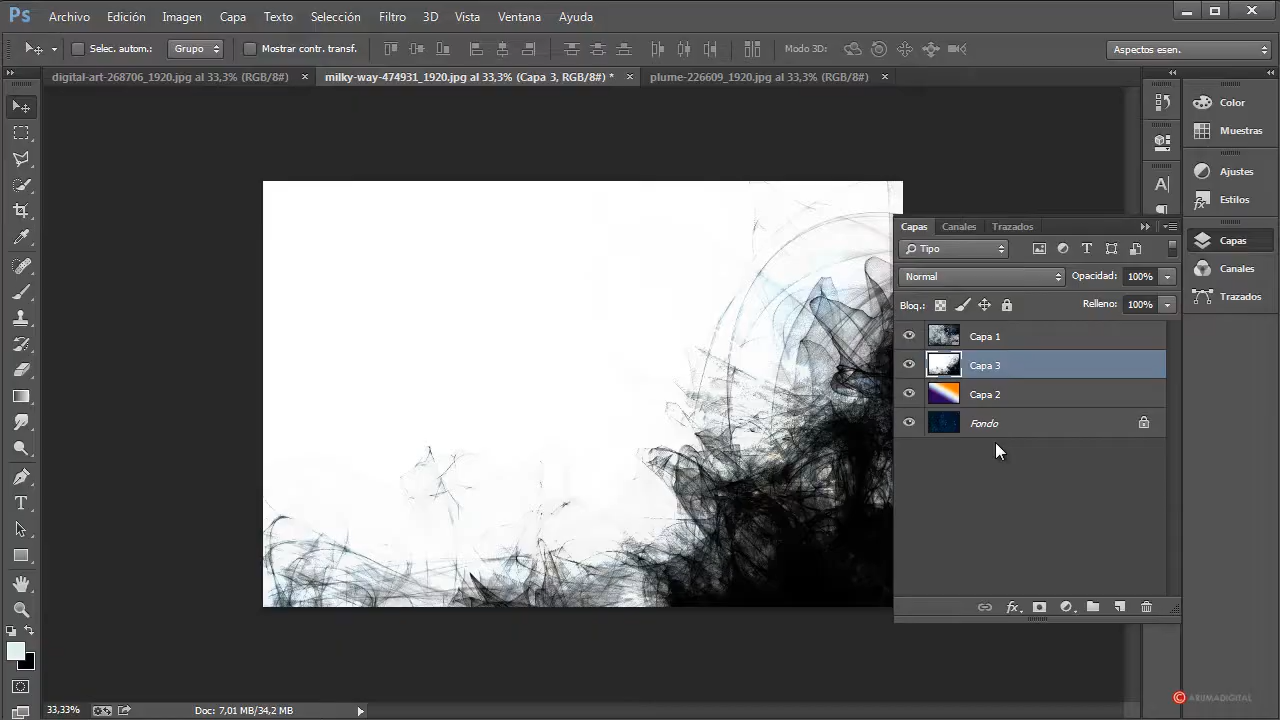 Ps Archivo Edición Imagen Capa Texto Selección Filtro 3D Vista Ventana Ayuda
Selec. autom.: Grupo Mostrar contr. transf. Modo 3D: Aspectos esen.
digital-art-268706_1920.jpg al 33,3% (RGB/8#) × milky-way-474931_1920.jpg al 33,3% (Capa 3, RGB/8#) * × plume-226609_1920.jpg al 33,3% (RGB/8#) ×
Color
Muestras
Ajustes
Estilos
Capas
Canales
Trazados
Capas Canales Trazados
Tipo
Normal Opacidad: 100%
Bloq.: Relleno: 100%
Capa 1
Capa 3
Capa 2
Fondo
fx
© ARUMADIGITAL
33,33% Doc: 7,01 MB/34,2 MB